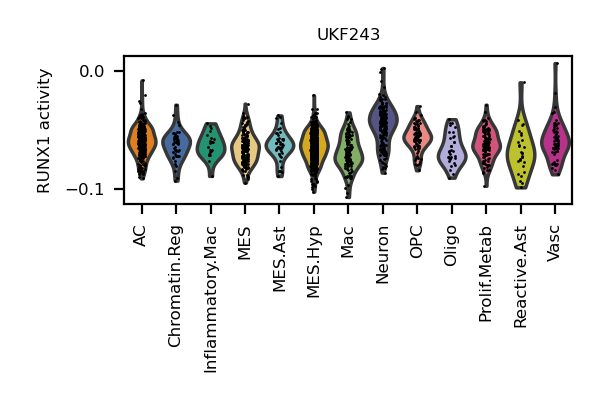 UKF243
RUNX1 activity
0.0
−0.1
AC
Chromatin.Reg
Inflammatory.Mac
MES
MES.Ast
MES.Hyp
Mac
Neuron
OPC
Oligo
Prolif.Metab
Reactive.Ast
Vasc